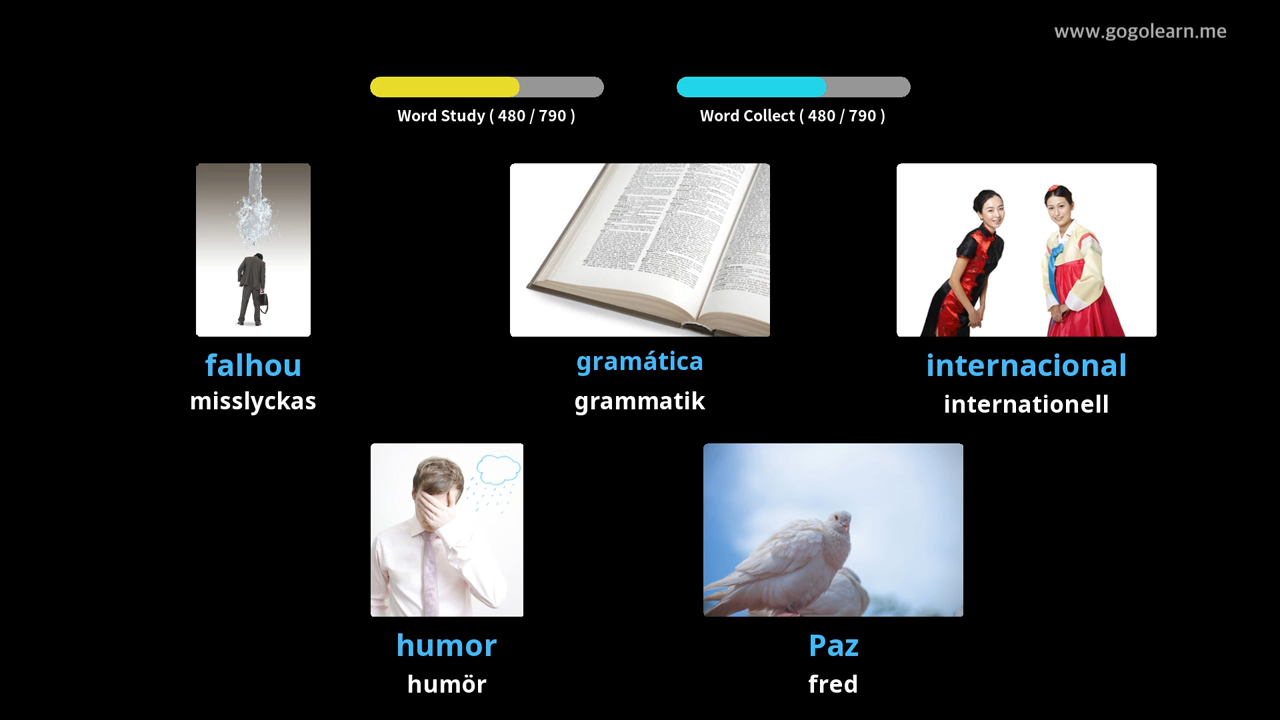 www.gogolearn.me
Word Study ( 480 / 790 )
Word Collect ( 480 / 790 )
falhou
misslyckas
gramática
grammatik
internacional
internationell
humor
humör
Paz
fred